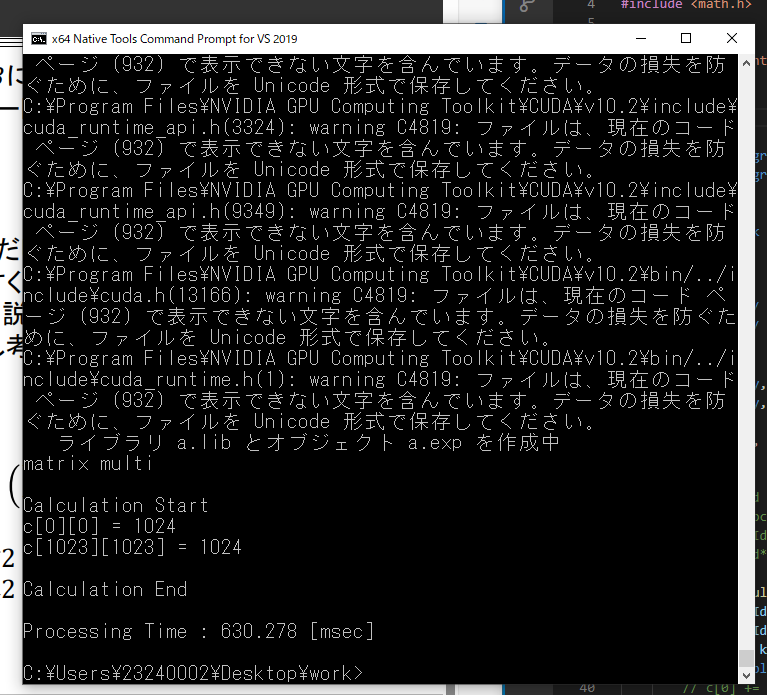 4 #include <math.h>
x64 Native Tools Command Prompt for VS 2019
ページ (932) で表示できない文字を含んでいます。データの損失を防
ぐために、ファイルを Unicode 形式で保存してください。
C:¥Program Files¥NVIDIA GPU Computing Toolkit¥CUDA¥v10.2¥include¥
cuda_runtime_api.h(3324): warning C4819: ファイルは、現在のコード
ページ (932) で表示できない文字を含んでいます。データの損失を防
ぐために、ファイルを Unicode 形式で保存してください。
C:¥Program Files¥NVIDIA GPU Computing Toolkit¥CUDA¥v10.2¥include¥
cuda_runtime_api.h(9349): warning C4819: ファイルは、現在のコード
ページ (932) で表示できない文字を含んでいます。データの損失を防
ぐために、ファイルを Unicode 形式で保存してください。
C:¥Program Files¥NVIDIA GPU Computing Toolkit¥CUDA¥v10.2¥bin/../i
nclude¥cuda.h(13166): warning C4819: ファイルは、現在のコード ペ
ージ (932) で表示できない文字を含んでいます。データの損失を防ぐた
めに、ファイルを Unicode 形式で保存してください。
C:¥Program Files¥NVIDIA GPU Computing Toolkit¥CUDA¥v10.2¥bin/../i
nclude¥cuda_runtime.h(1): warning C4819: ファイルは、現在のコード
ページ (932) で表示できない文字を含んでいます。データの損失を防
ぐために、ファイルを Unicode 形式で保存してください。
ライブラリ a.lib とオブジェクト a.exp を作成中
matrix multi
Calculation Start
c[0][0] = 1024
c[1023][1023] = 1024
Calculation End
Processing Time : 630.278 [msec]
C:¥Users¥23240002¥Desktop¥work>
40 // c[0] +=